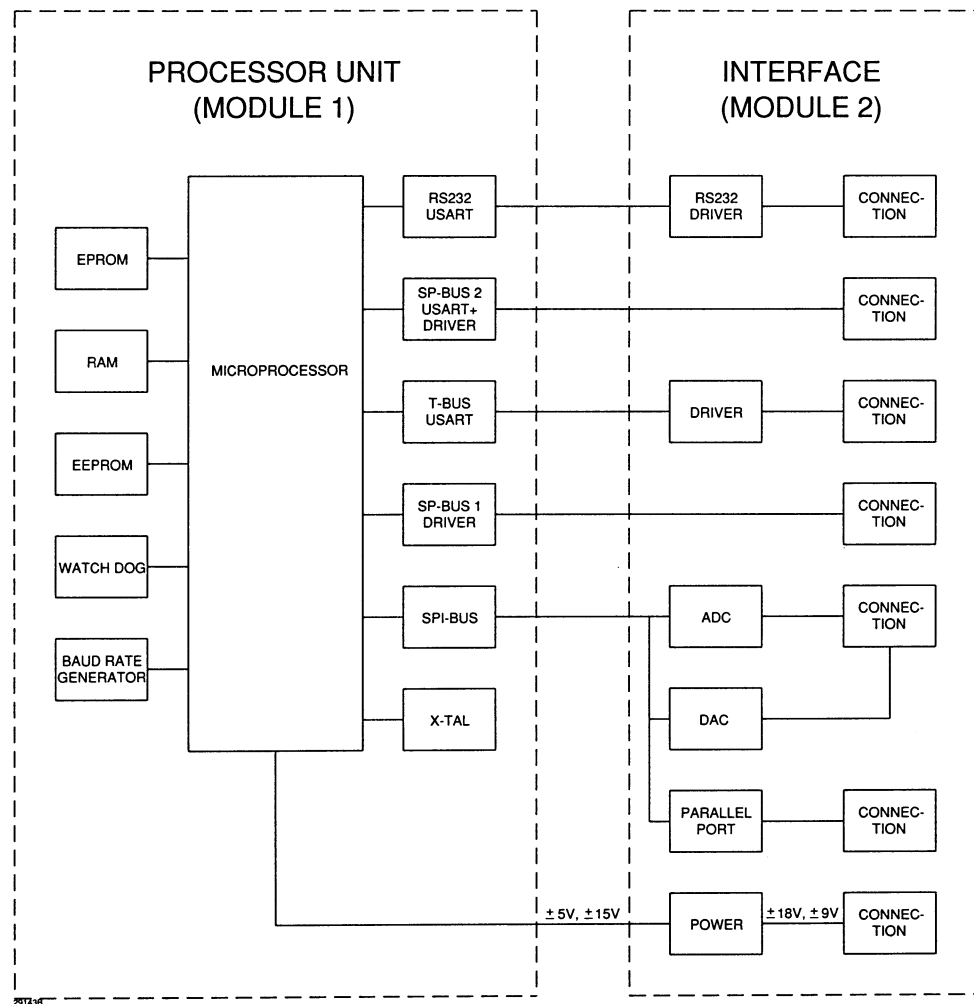 PROCESSOR UNIT
(MODULE 1)
INTERFACE
(MODULE 2)
EPROM
RAM
EEPROM
WATCH DOG
BAUD RATE
GENERATOR
MICROPROCESSOR
RS232
USART
SP-BUS 2
USART+
DRIVER
T-BUS
USART
SP-BUS 1
DRIVER
SPI-BUS
X-TAL
RS232
DRIVER
DRIVER
ADC
DAC
PARALLEL
PORT
±5V, ±15V
POWER
±18V, ±9V
CONNEC-
TION
CONNEC-
TION
CONNEC-
TION
CONNEC-
TION
CONNEC-
TION
CONNEC-
TION
CONNEC-
TION